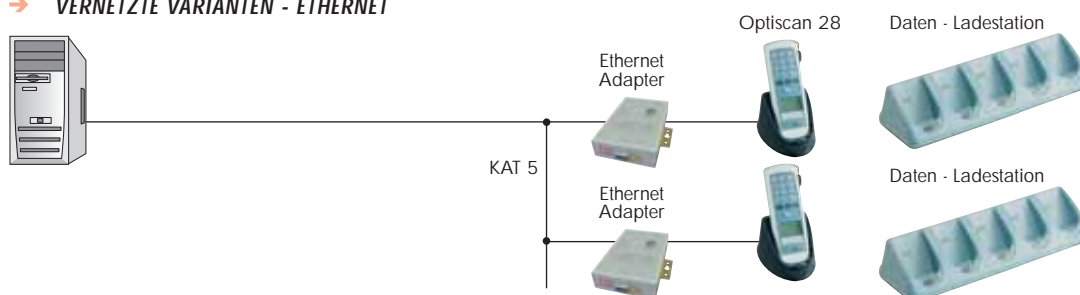 VERNETZTE VARIANTEN - ETHERNET
Optiscan 28
Daten - Ladestation
Ethernet
Adapter
KAT 5
Daten - Ladestation
Ethernet
Adapter